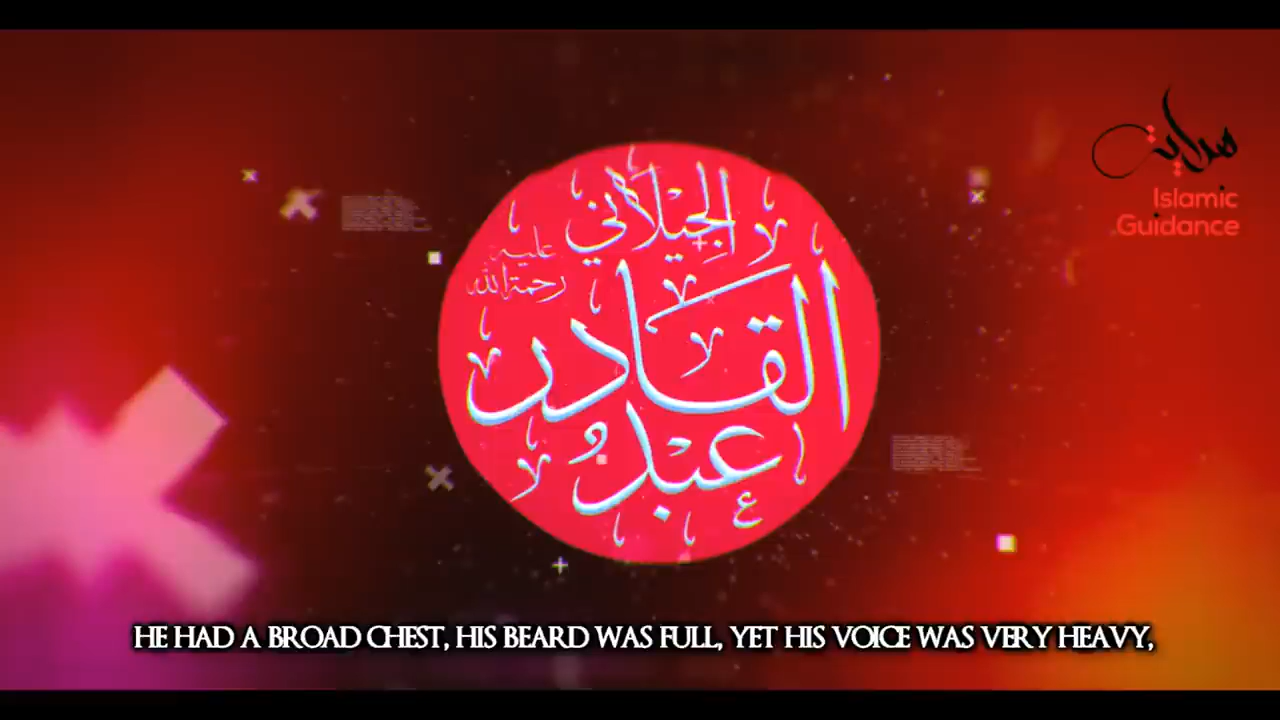 هداية
Islamic
Guidance
الجيلاني
رحمة الله عليه
القادر
عبدُ
HE HAD A BROAD CHEST, HIS BEARD WAS FULL, YET HIS VOICE WAS VERY HEAVY,